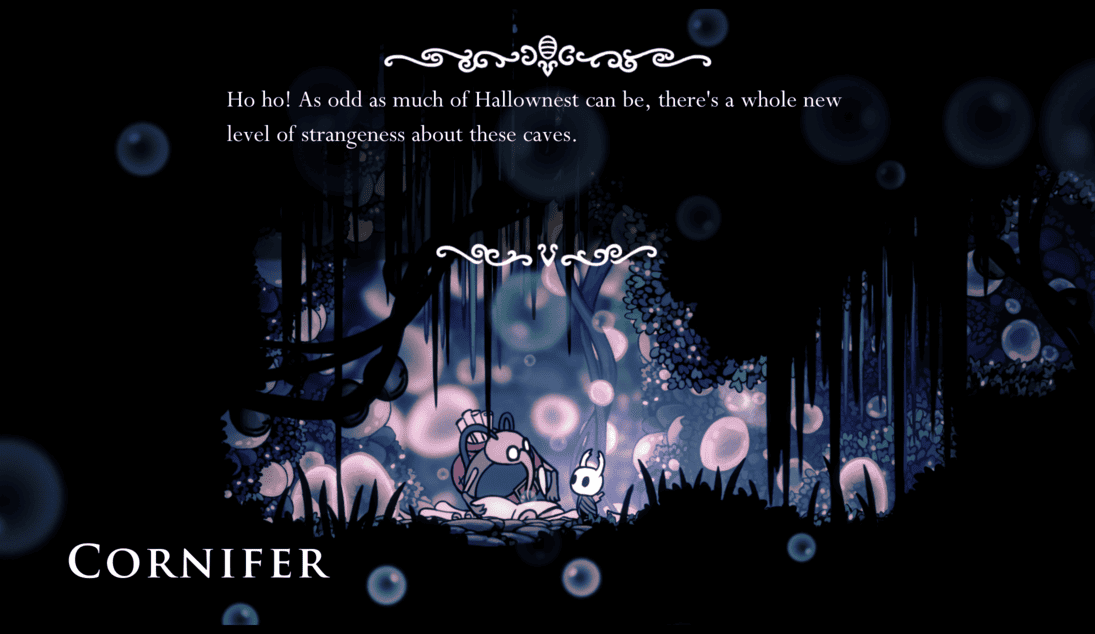 Ho ho! As odd as much of Hallownest can be, there's a whole new
level of strangeness about these caves.
CORNIFER